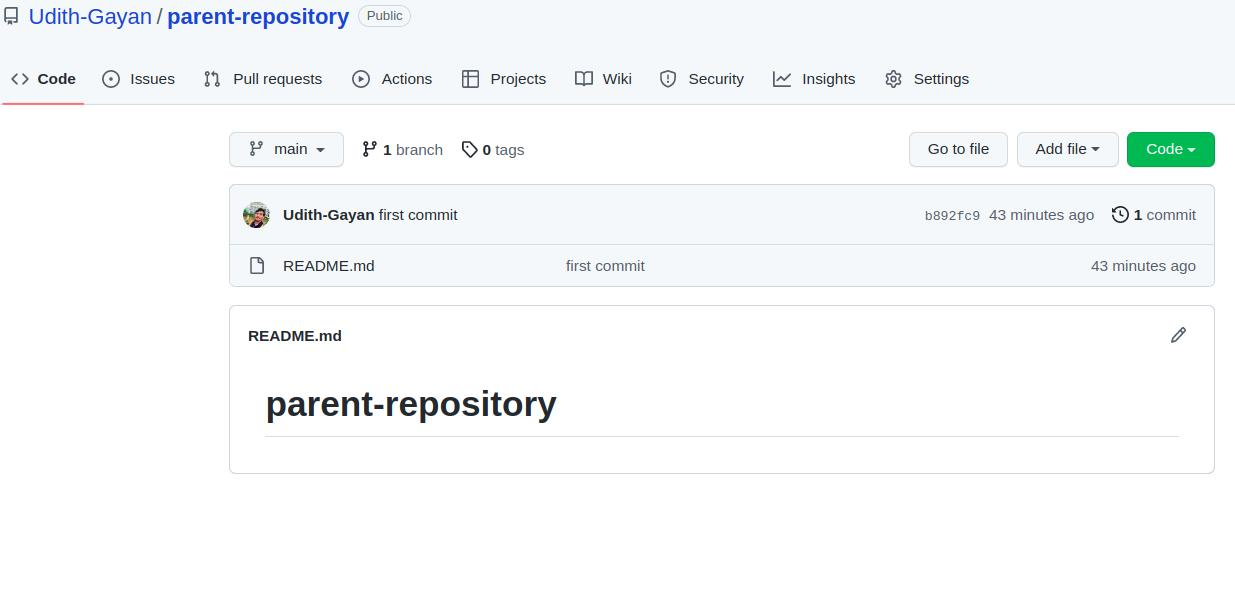 Udith-Gayan / parent-repository Public
Code Issues Pull requests Actions Projects Wiki Security Insights Settings
main 1 branch 0 tags Go to file Add file Code
Udith-Gayan first commit b892fc9 43 minutes ago 1 commit
README.md first commit 43 minutes ago
README.md
parent-repository